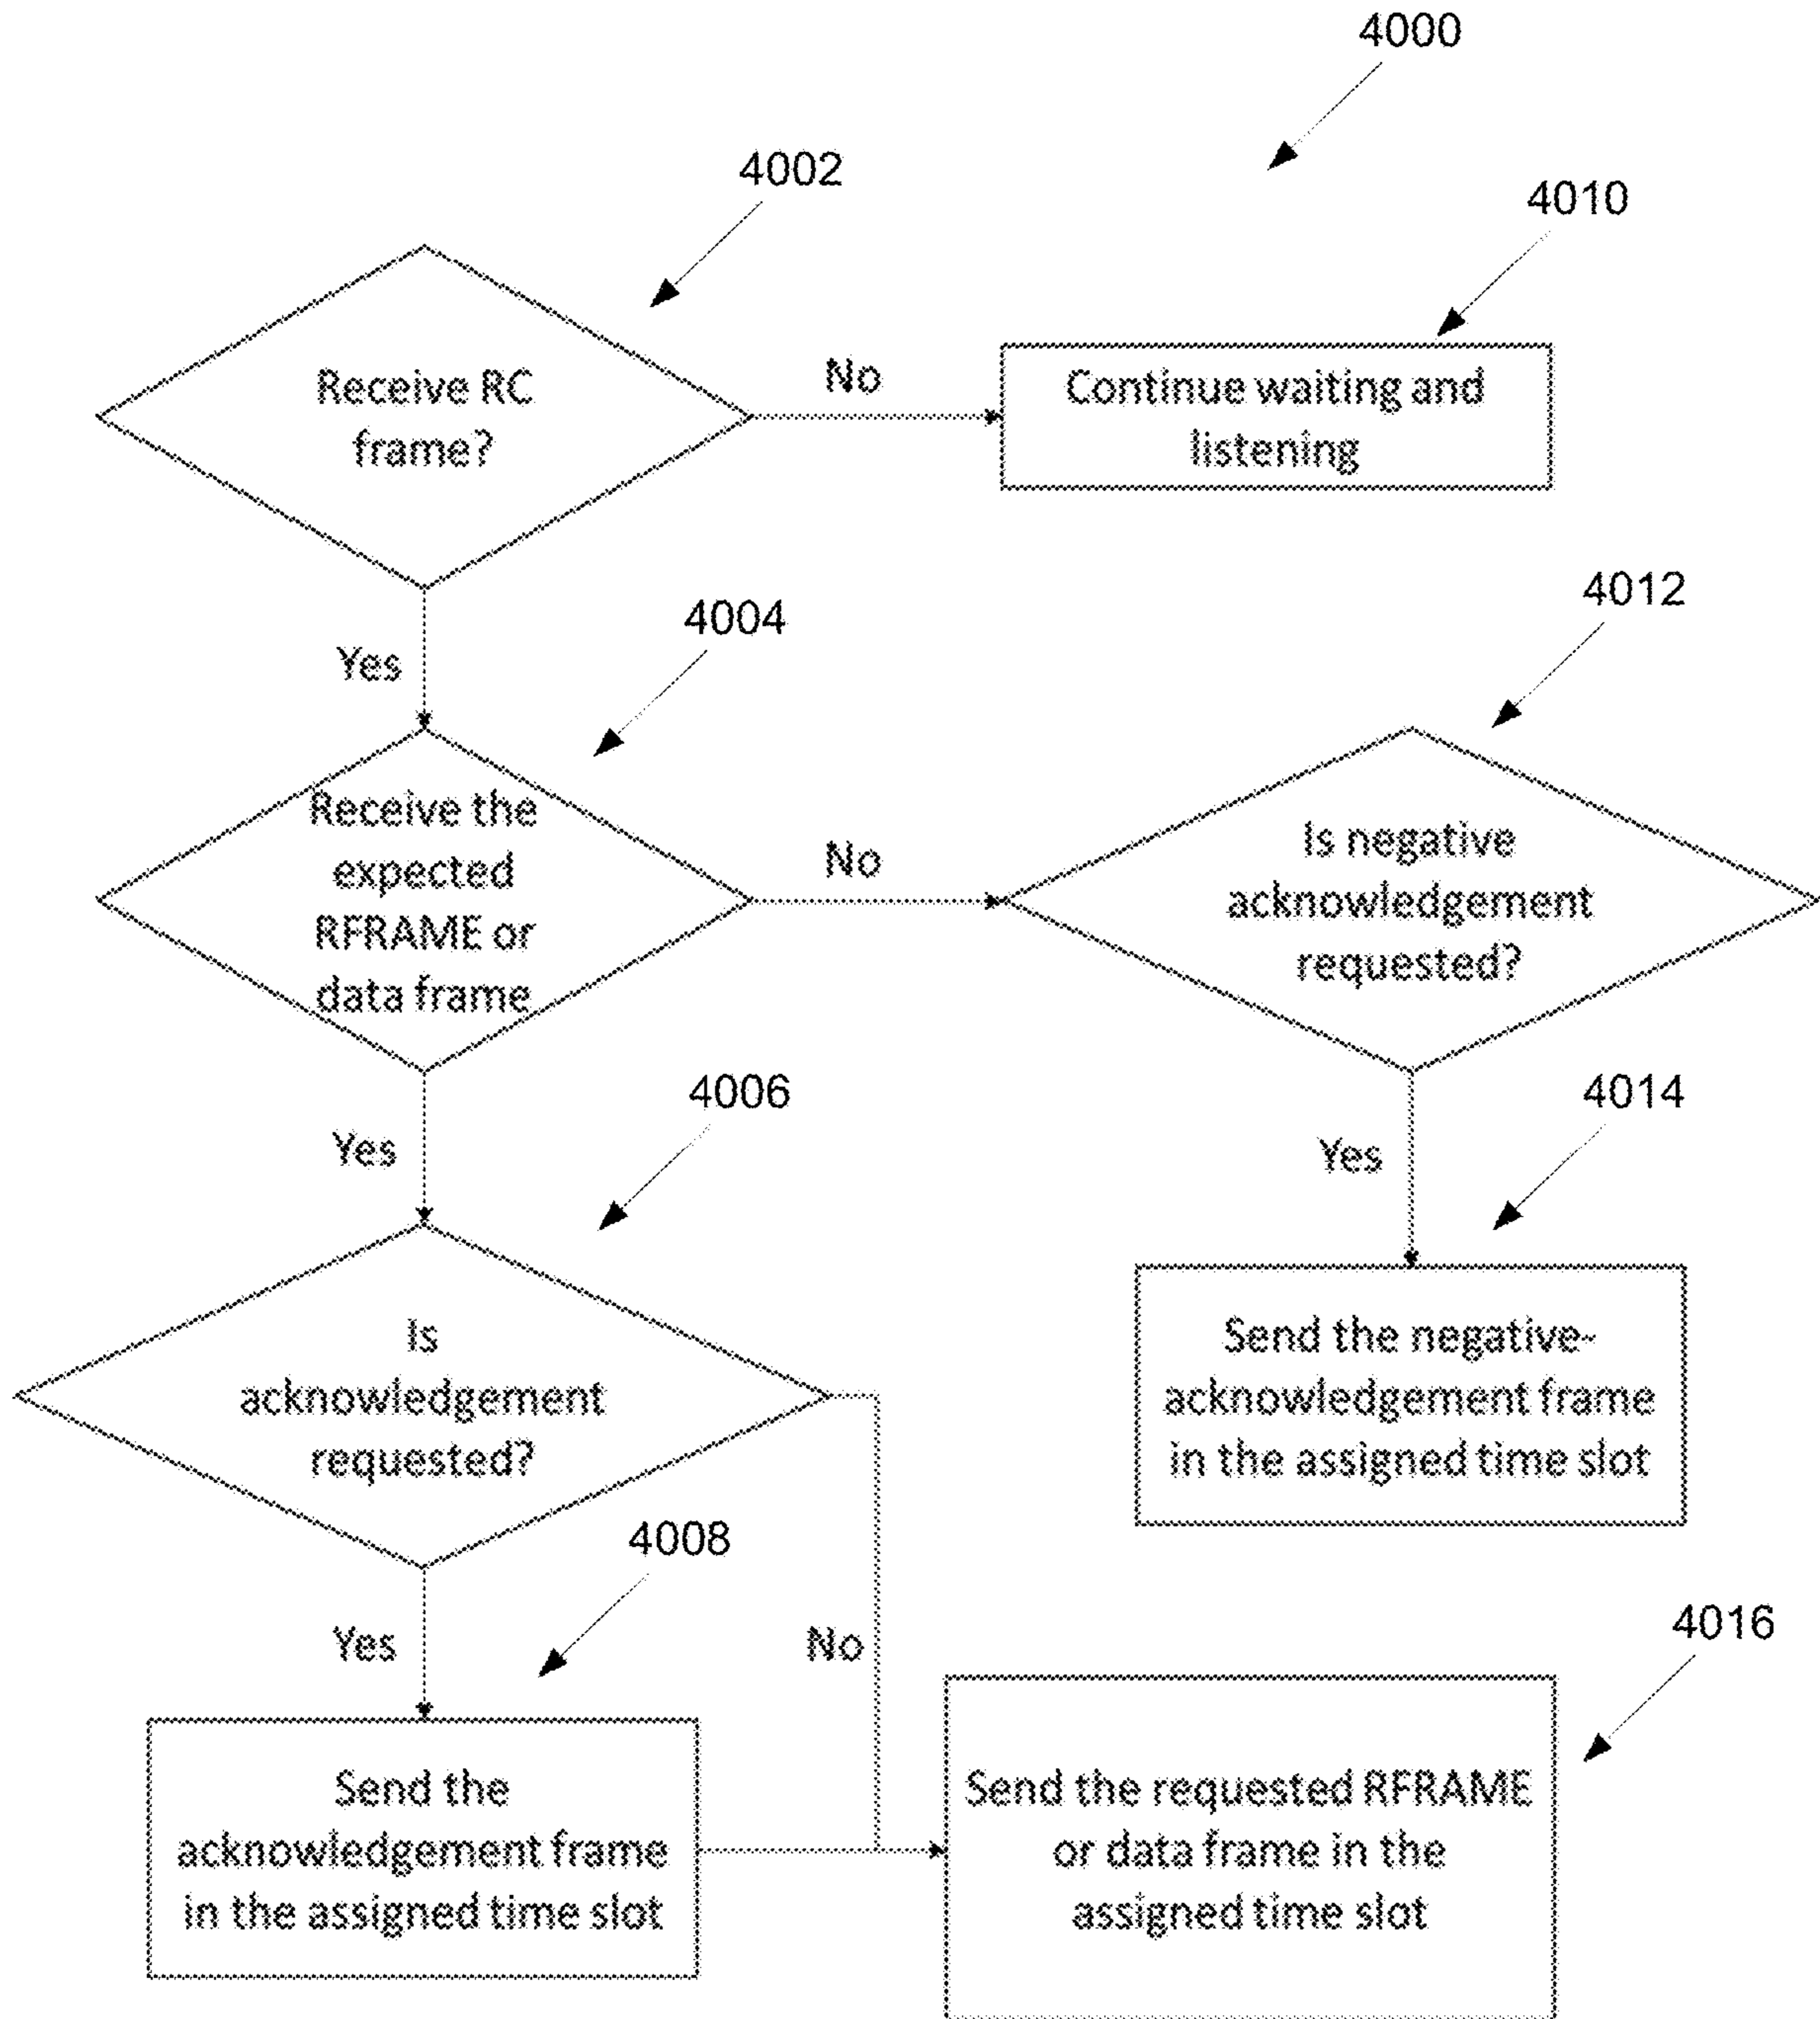 4000
4002
4010
Receive RC
frame?
No
Continue waiting and
listening
Yes
4004
4012
Receive the
expected
RFRAME or
data frame
No
Is negative
acknowledgement
requested?
Yes
4006
4014
Yes
Is
acknowledgement
requested?
Send the negative-
acknowledgement frame
in the assigned time slot
4008
Yes
No
4016
Send the
acknowledgement frame
in the assigned time slot
Send the requested RFRAME
or data frame in the
assigned time slot